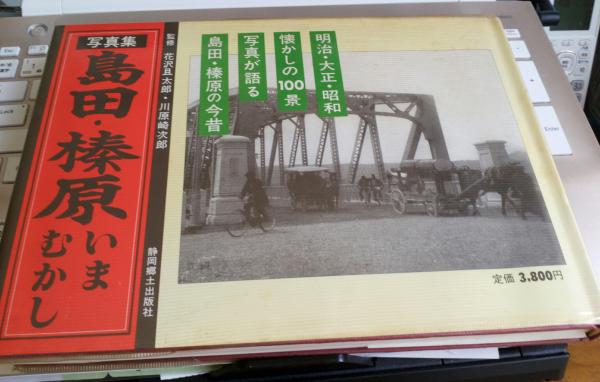 明治・大正・昭和
懐かしの100景
写真が語る
島田・榛原の今昔
監修 花沢且太郎・川原崎次郎
写真集
島田・榛原
いま
むかし
静岡郷土出版社
定価 3.800円
Enter